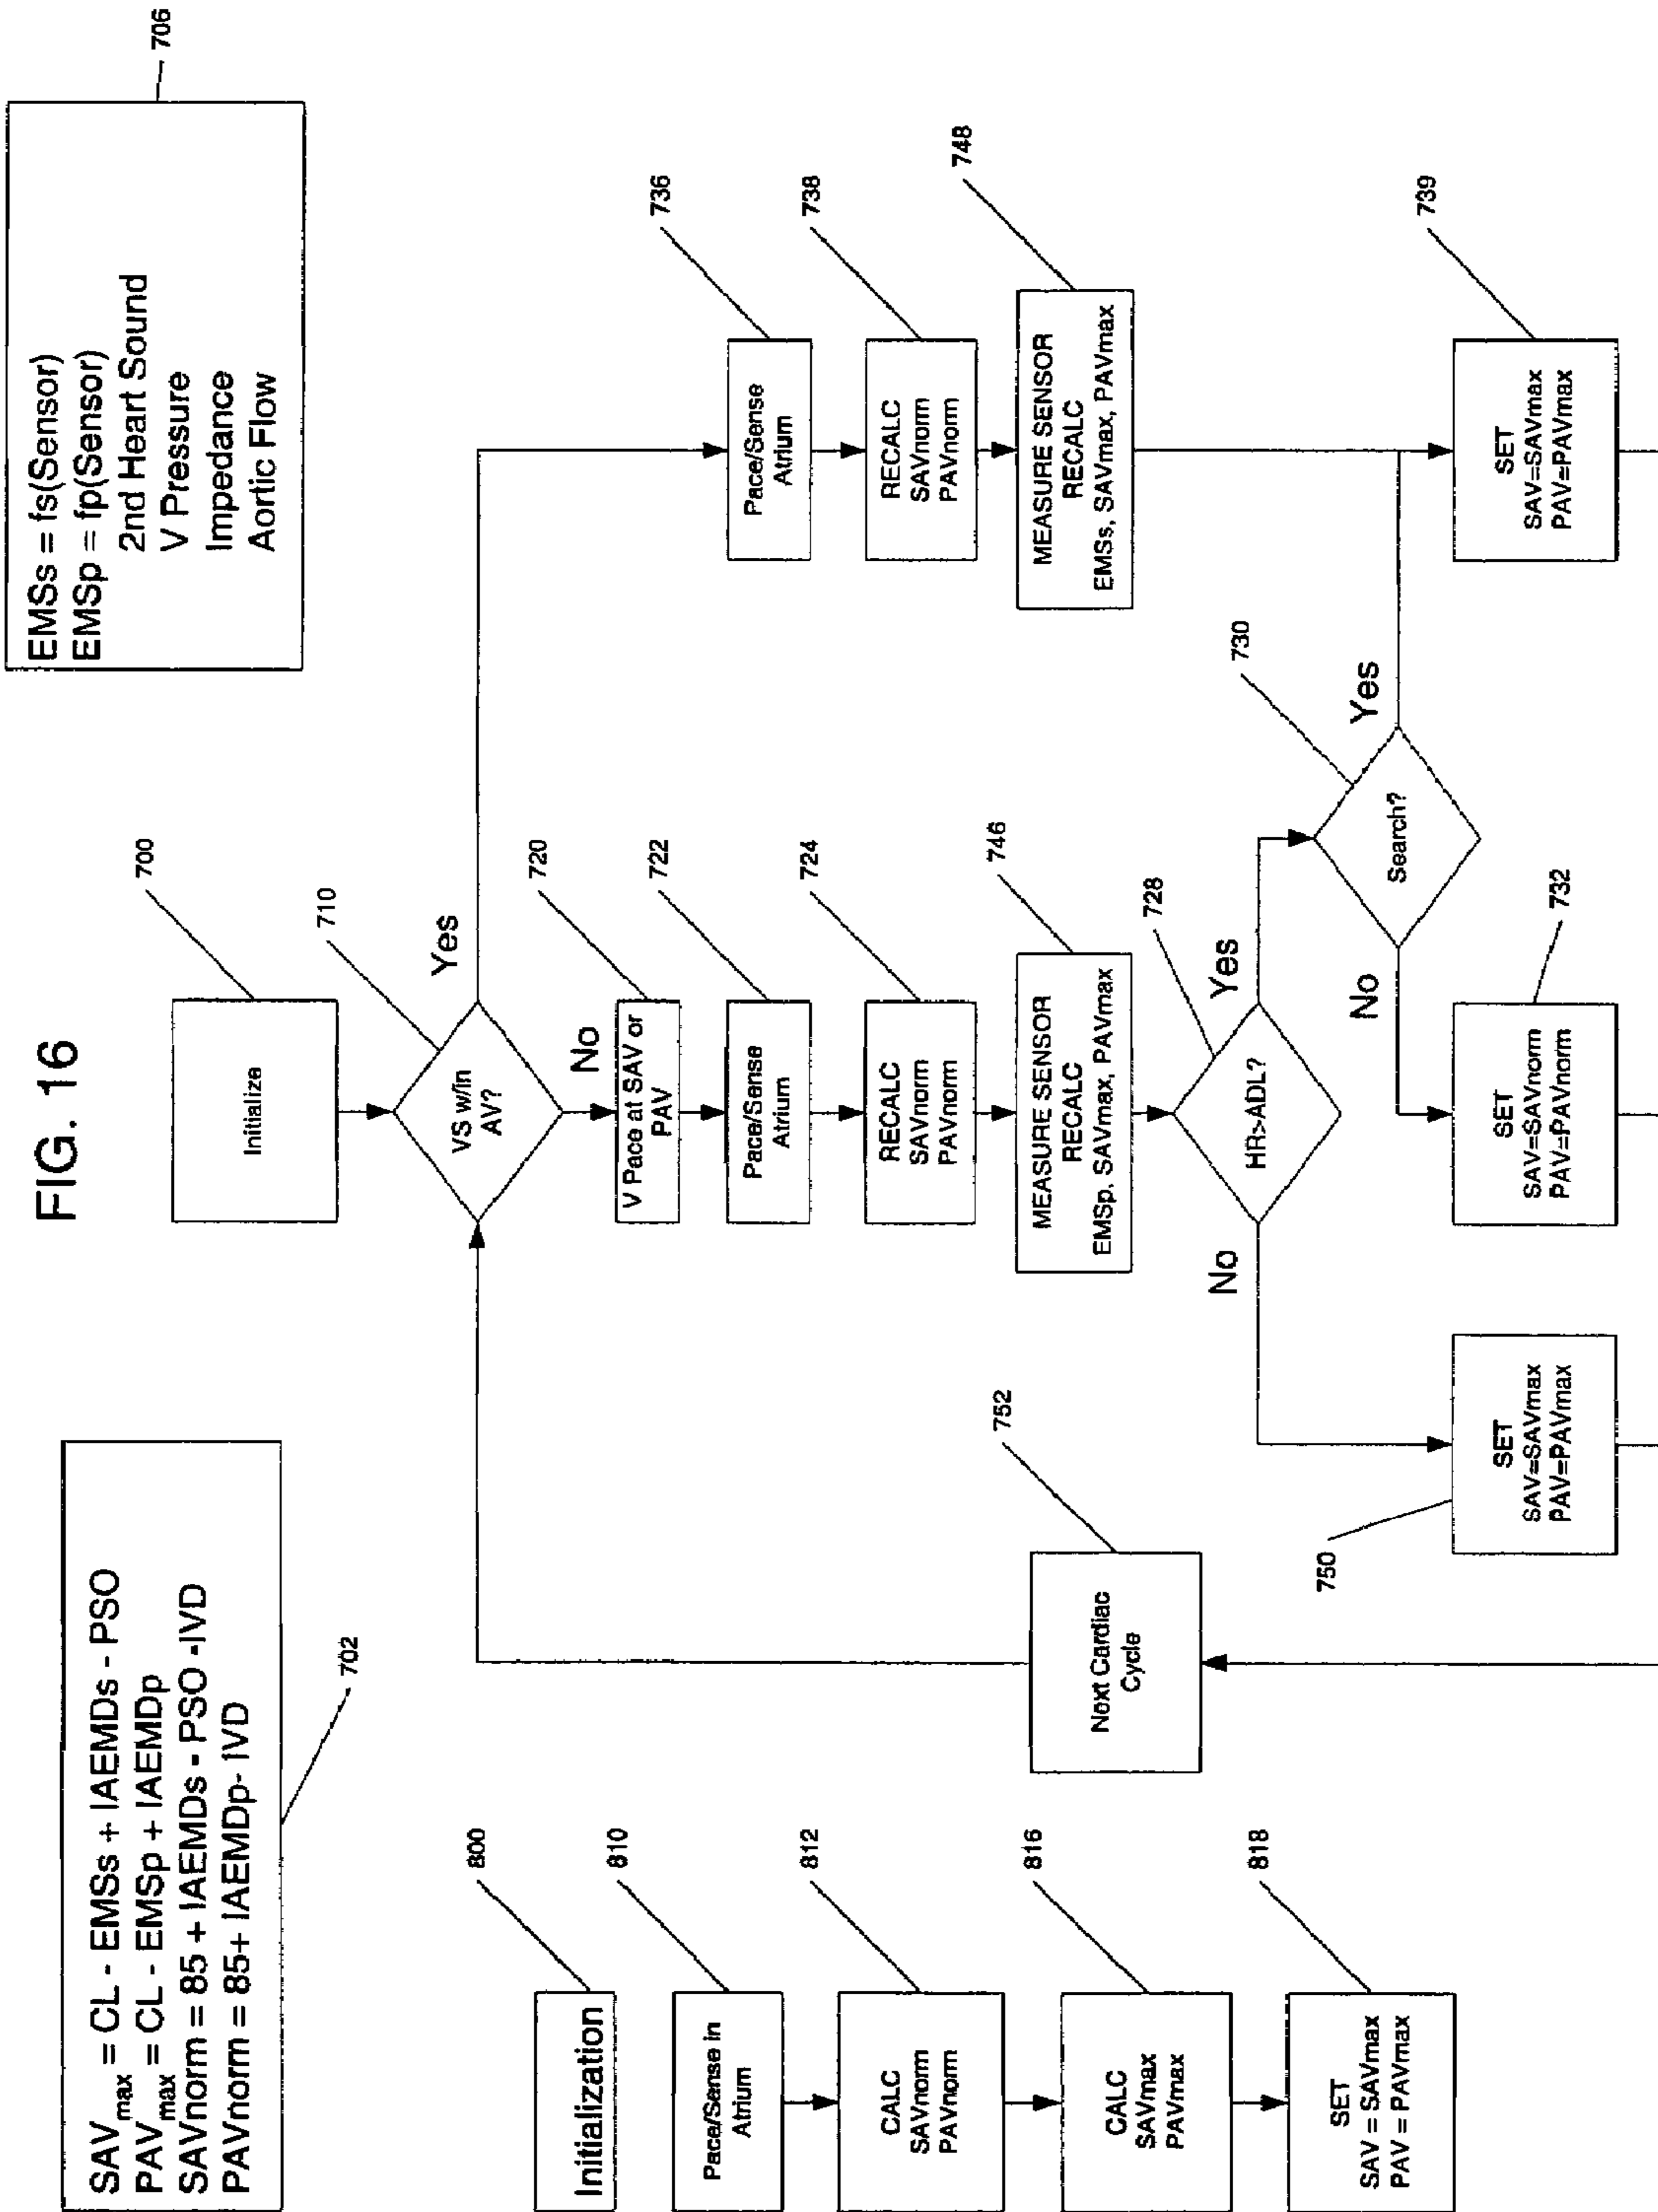 FIG. 16
SAVmax = CL - EMSs + IAEMDs - PSO
PAVmax = CL - EMSp + IAEMDp
SAVnorm = 85 + IAEMDs - PSO -IVD
PAVnorm = 85+ IAEMDp- IVD
702
EMSs = fs(Sensor)
EMSp = fp(Sensor)
2nd Heart Sound
V Pressure
Impedance
Aortic Flow
706
Initialize
700
VS w/in
AV?
710
Yes
No
V Pace at SAV or
PAV
720
Pace/Sense
Atrium
722
RECALC
SAVnorm
PAVnorm
724
MEASURE SENSOR
RECALC
EMSp, SAVmax, PAVmax
746
HR>ADL?
728
Yes
No
Search?
730
Yes
No
SET
SAV=SAVnorm
PAV=PAVnorm
732
Pace/Sense
Atrium
736
RECALC
SAVnorm
PAVnorm
738
MEASURE SENSOR
RECALC
EMSs, SAVmax, PAVmax
748
SET
SAV=SAVmax
PAV=PAVmax
739
SET
SAV=SAVmax
PAV=PAVmax
750
Next Cardiac
Cycle
752
Initialization
800
Pace/Sense in
Atrium
810
CALC
SAVnorm
PAVnorm
812
CALC
SAVmax
PAVmax
816
SET
SAV = SAVmax
PAV = PAVmax
818